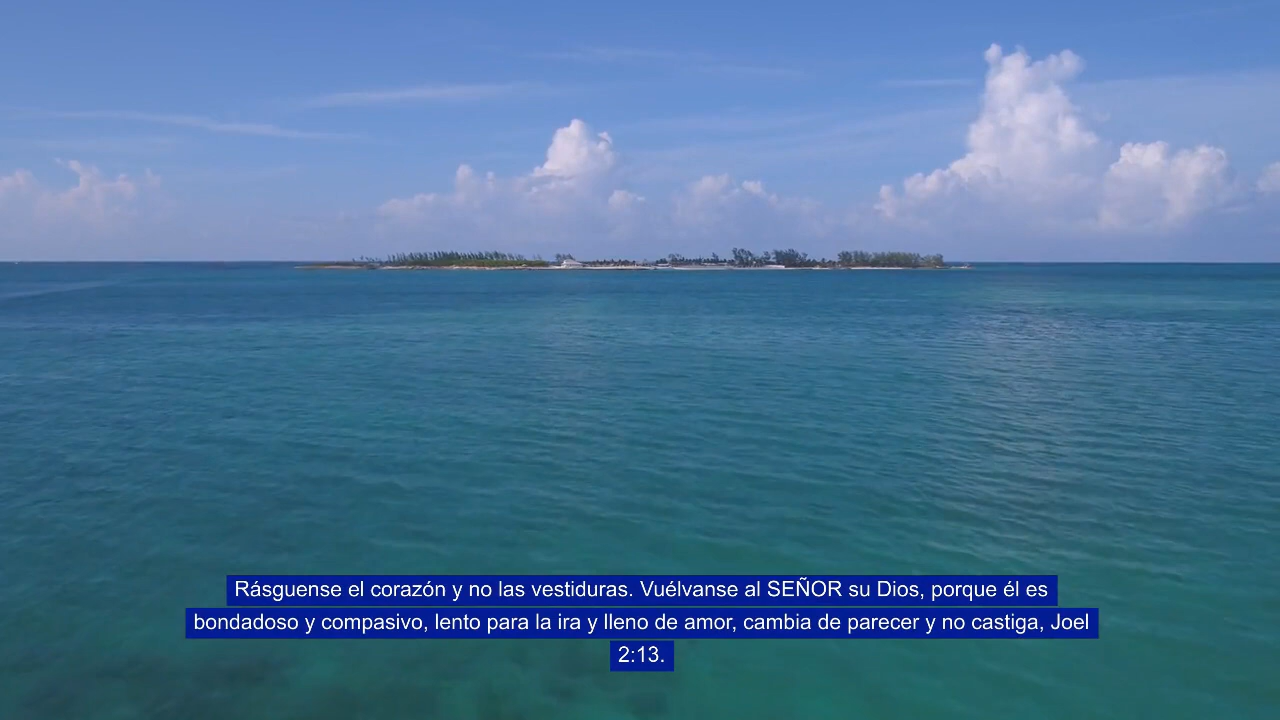 Rásguense el corazón y no las vestiduras. Vuélvanse al SEÑOR su Dios, porque él es
bondadoso y compasivo, lento para la ira y lleno de amor, cambia de parecer y no castiga, Joel
2:13.